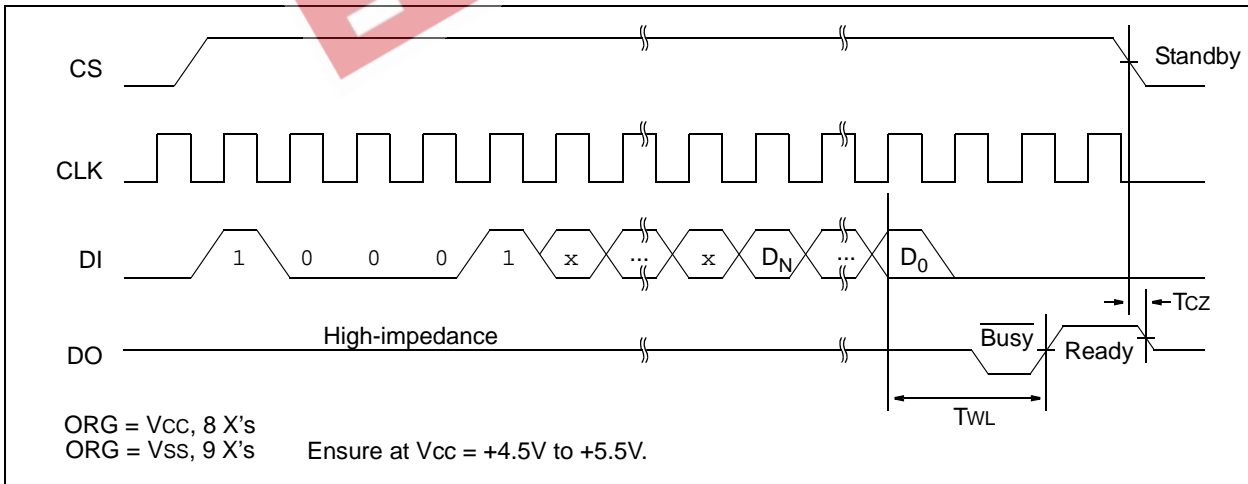 CS
Standby
CLK
DI
1 0 0 0 1 x ... x DN ... D0
TCZ
DO
High-impedance
Busy
Ready
TWL
ORG = VCC, 8 X's
ORG = VSS, 9 X's
Ensure at Vcc = +4.5V to +5.5V.